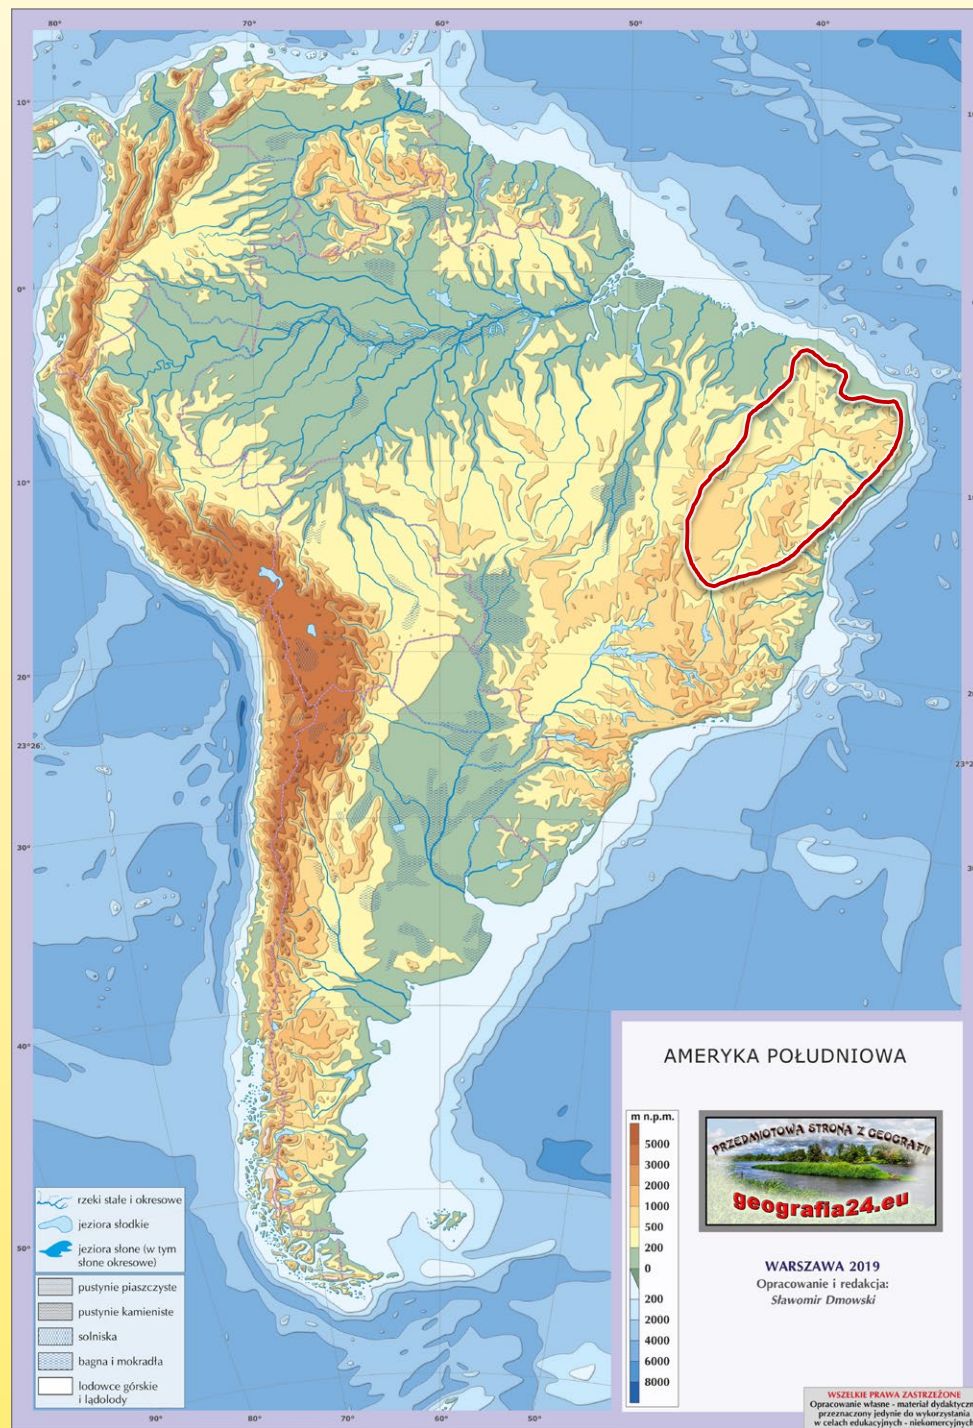 80°
70°
60°
50°
40°
10°
0°
10°
20°
23°26'
30°
40°
50°
90°
80°
70°
60°
50°
AMERYKA POŁUDNIOWA
m n.p.m.
5000
3000
2000
1000
500
200
0
200
2000
4000
6000
8000
PRZEDMIOTOWA STRONA Z GEOGRAFII
geografia24.eu
WARSZAWA 2019
Opracowanie i redakcja:
Sławomir Dmowski
rzeki stałe i okresowe
jeziora słodkie
jeziora słone (w tym
słone okresowe)
pustynie piaszczyste
pustynie kamieniste
solniska
bagna i mokradła
lodowce górskie
i lądolody
WSZELKIE PRAWA ZASTRZEŻONE
Opracowanie własne - materiał dydaktyczny
przeznaczony jedynie do wykorzystania
w celach edukacyjnych - niekomercyjnych